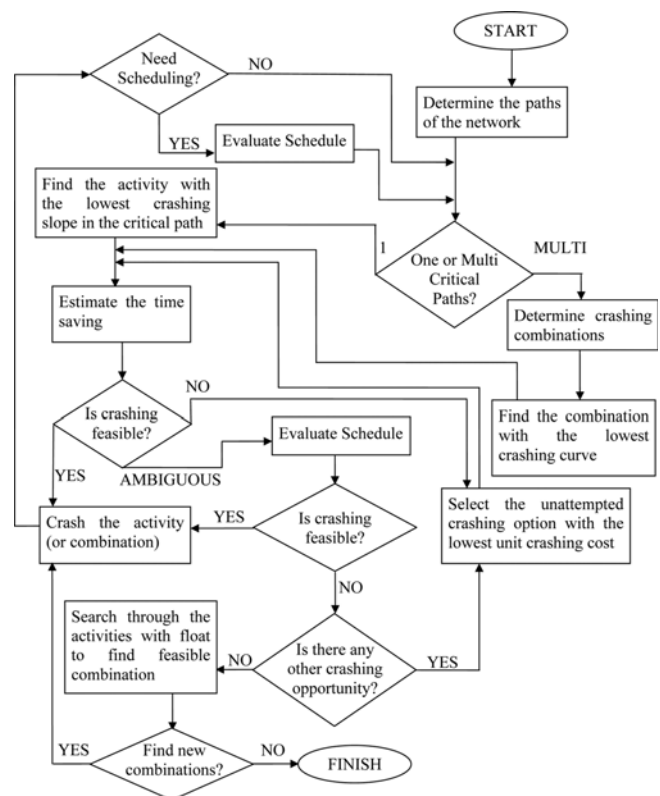 START
Need
Scheduling?
NO
Determine the paths
of the network
YES
Evaluate Schedule
Find the activity with
the lowest crashing
slope in the critical path
1
One or Multi
Critical
Paths?
MULTI
Estimate the time
saving
Determine crashing
combinations
Is crashing
feasible?
NO
YES
AMBIGUOUS
Evaluate Schedule
Find the combination
with the lowest
crashing curve
Crash the activity
(or combination)
YES
Is crashing
feasible?
NO
Select the unattempted
crashing option with the
lowest unit crashing cost
Search through the
activities with float
to find feasible
combination
NO
Is there any
other crashing
opportunity?
YES
YES
Find new
combinations?
NO
FINISH